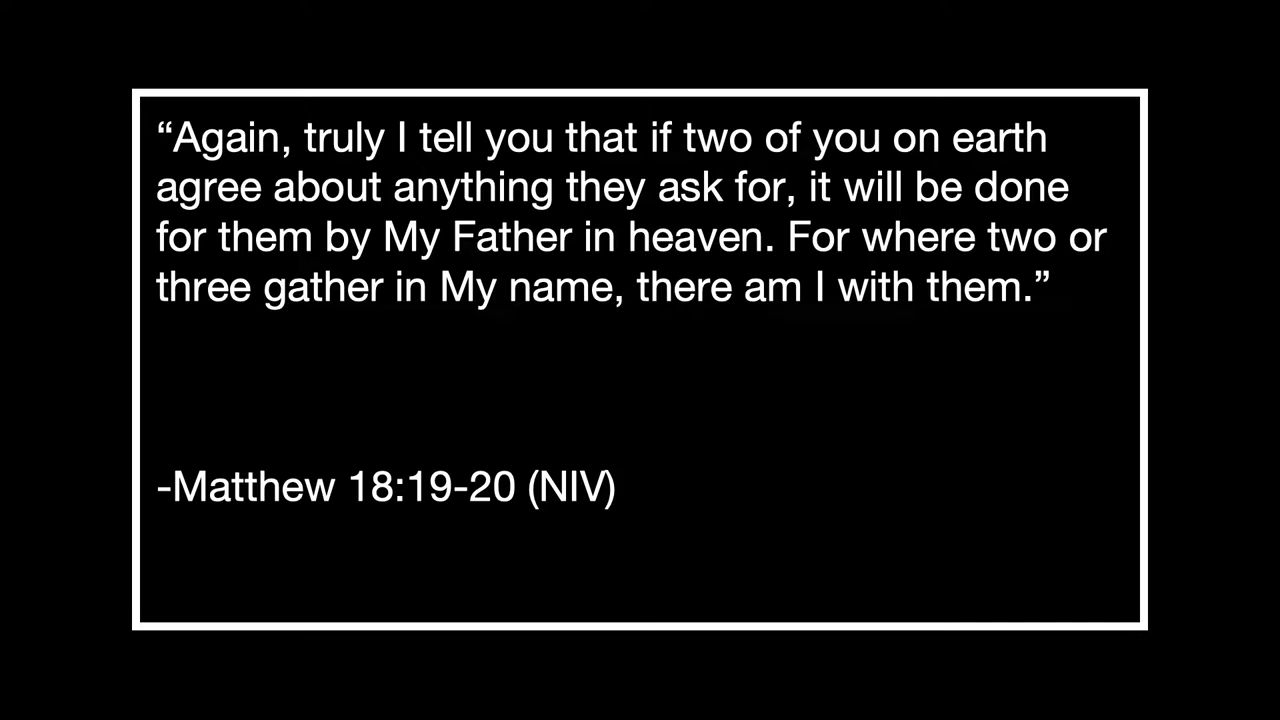 “Again, truly I tell you that if two of you on earth
agree about anything they ask for, it will be done
for them by My Father in heaven. For where two or
three gather in My name, there am I with them.”
-Matthew 18:19-20 (NIV)